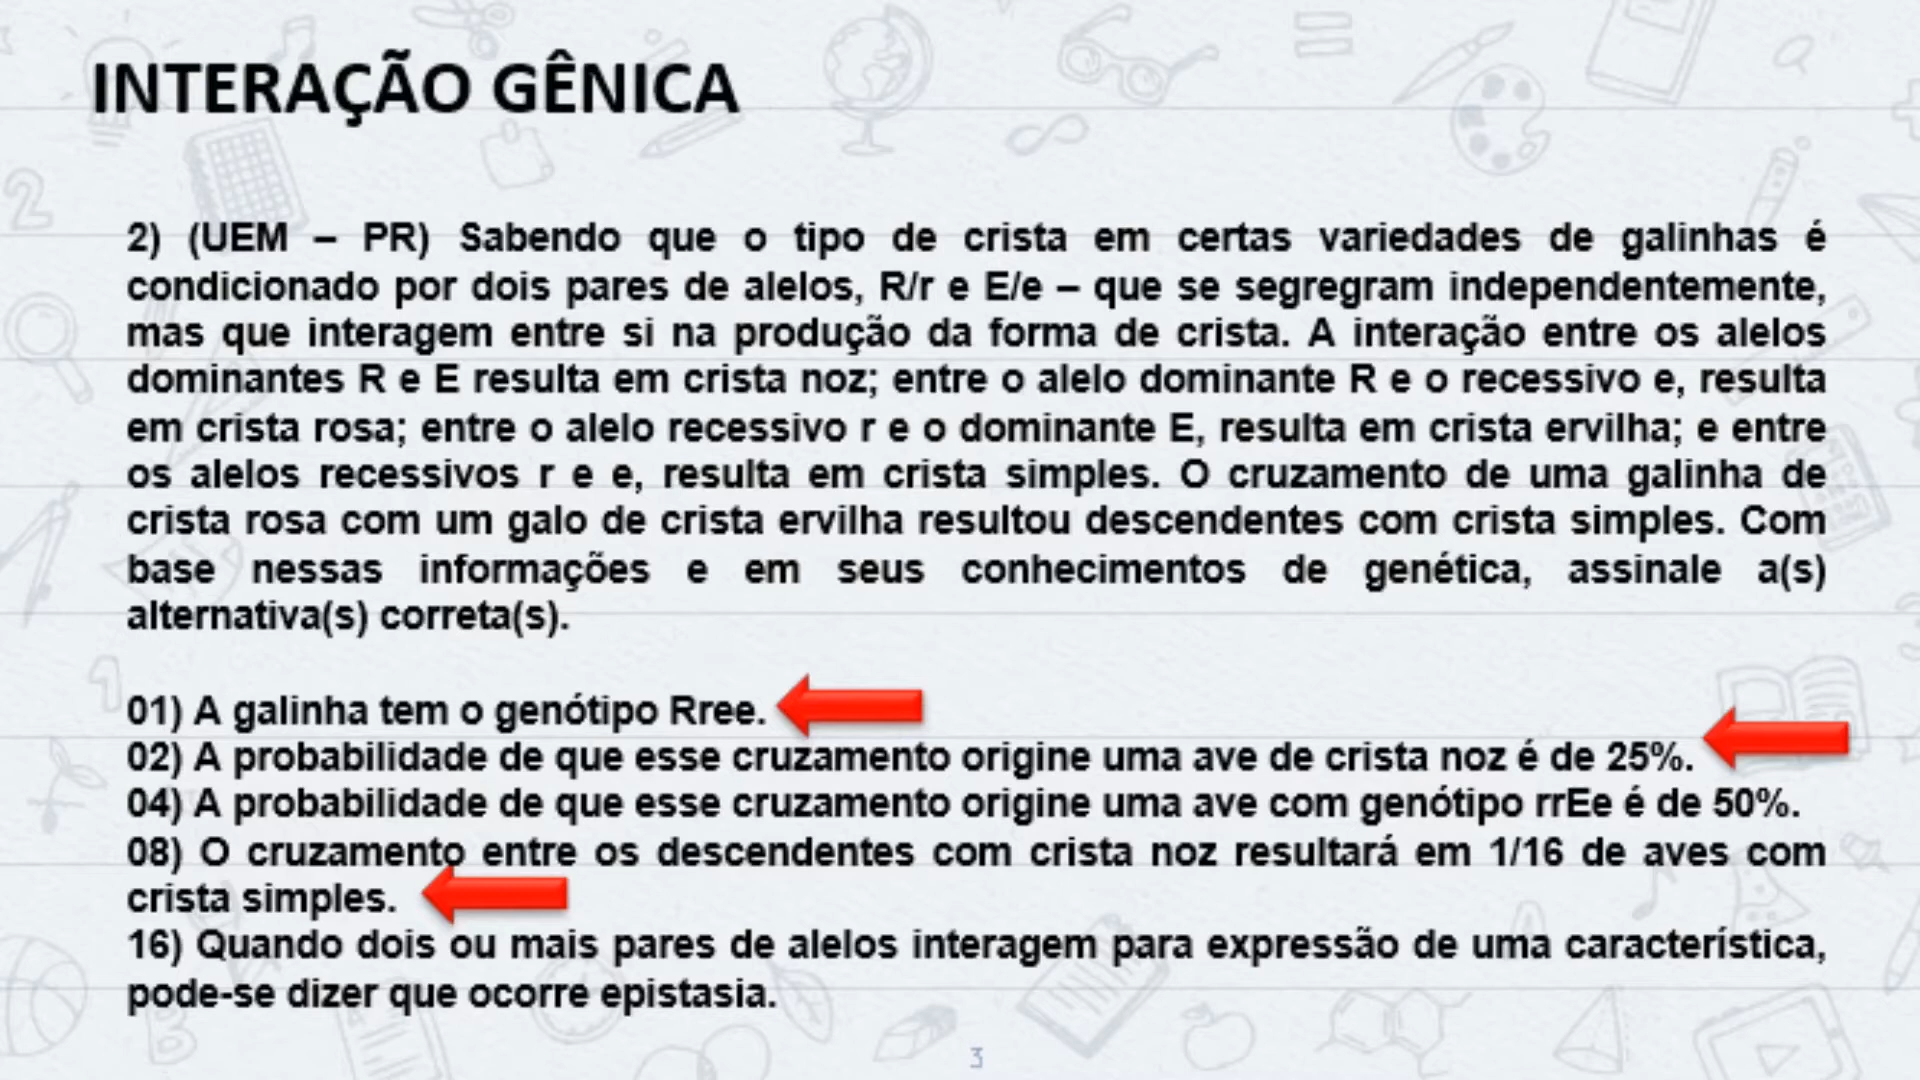 INTERAÇÃO GÊNICA
2) (UEM – PR) Sabendo que o tipo de crista em certas variedades de galinhas é
condicionado por dois pares de alelos, R/r e E/e – que se segregram independentemente,
mas que interagem entre si na produção da forma de crista. A interação entre os alelos
dominantes R e E resulta em crista noz; entre o alelo dominante R e o recessivo e, resulta
em crista rosa; entre o alelo recessivo r e o dominante E, resulta em crista ervilha; e entre
os alelos recessivos r e e, resulta em crista simples. O cruzamento de uma galinha de
crista rosa com um galo de crista ervilha resultou descendentes com crista simples. Com
base nessas informações e em seus conhecimentos de genética, assinale a(s)
alternativa(s) correta(s).
01) A galinha tem o genótipo Rree.
02) A probabilidade de que esse cruzamento origine uma ave de crista noz é de 25%.
04) A probabilidade de que esse cruzamento origine uma ave com genótipo rrEe é de 50%.
08) O cruzamento entre os descendentes com crista noz resultará em 1/16 de aves com
crista simples.
16) Quando dois ou mais pares de alelos interagem para expressão de uma característica,
pode-se dizer que ocorre epistasia.
3